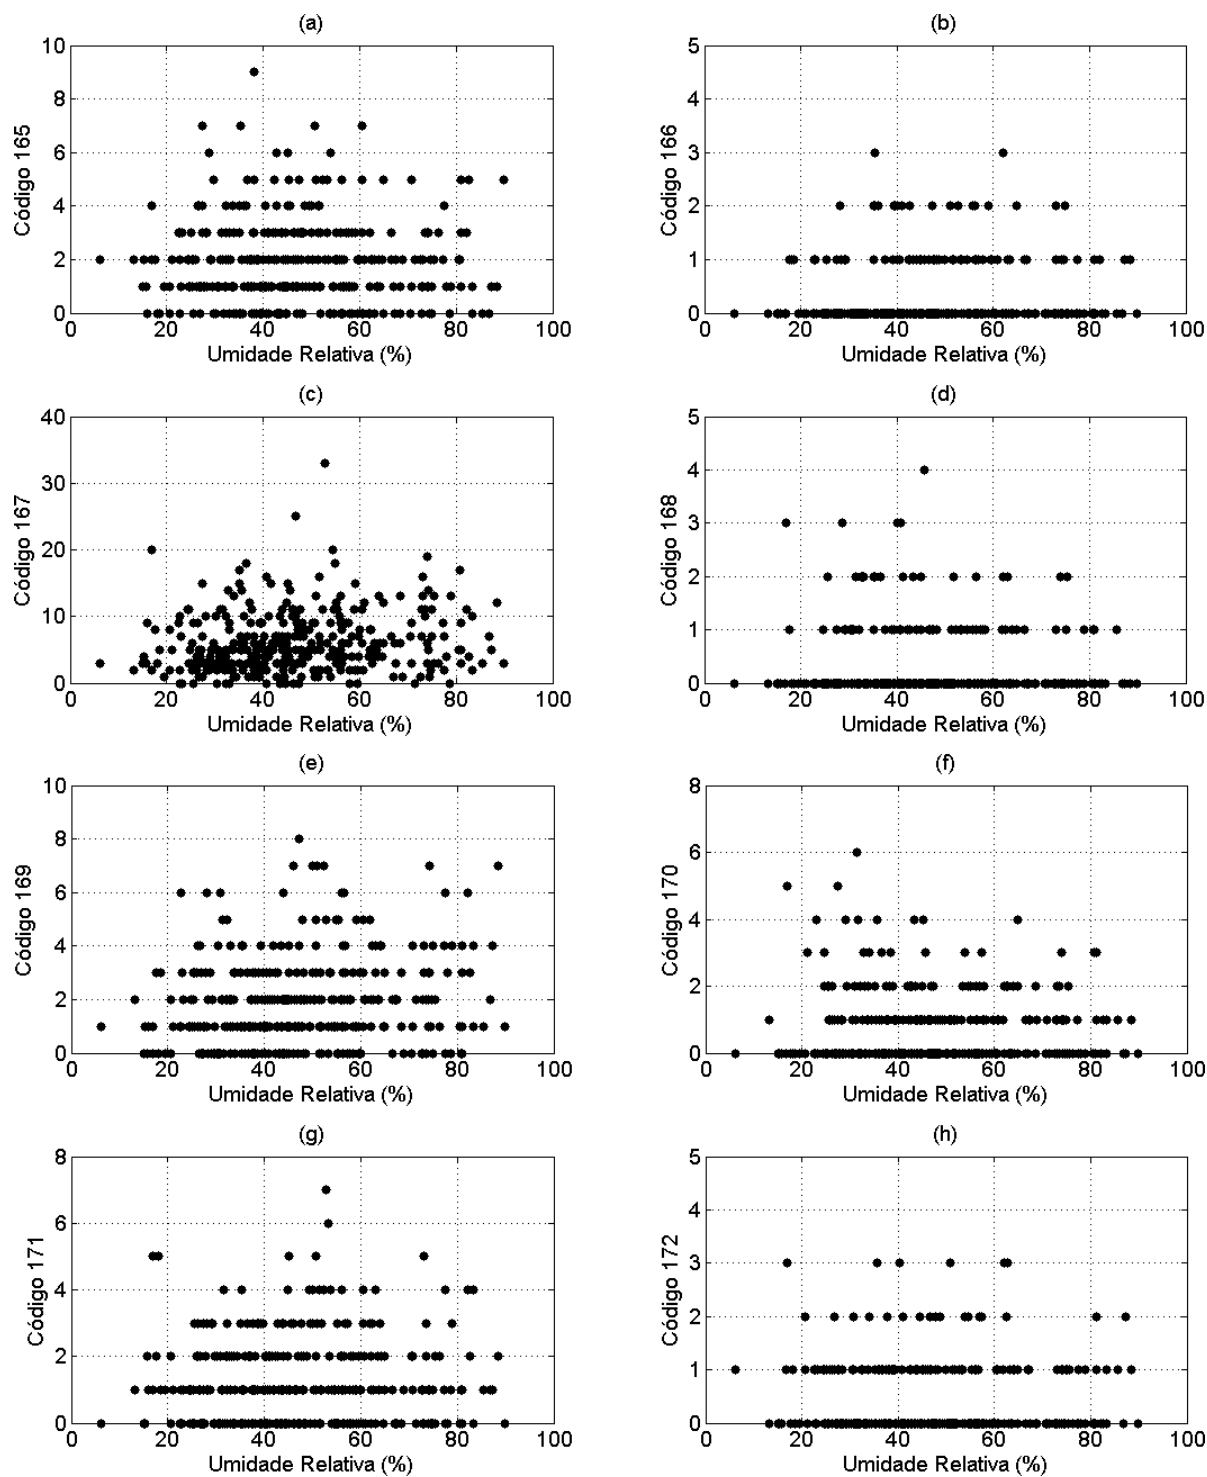 (a)
10
8
6
4
2
0
Código 165
0 20 40 60 80 100
Umidade Relativa (%)
(b)
5
4
3
2
1
0
Código 166
0 20 40 60 80 100
Umidade Relativa (%)
(c)
40
30
20
10
0
Código 167
0 20 40 60 80 100
Umidade Relativa (%)
(d)
5
4
3
2
1
0
Código 168
0 20 40 60 80 100
Umidade Relativa (%)
(e)
10
8
6
4
2
0
Código 169
0 20 40 60 80 100
Umidade Relativa (%)
(f)
8
6
4
2
0
Código 170
0 20 40 60 80 100
Umidade Relativa (%)
(g)
8
6
4
2
0
Código 171
0 20 40 60 80 100
Umidade Relativa (%)
(h)
5
4
3
2
1
0
Código 172
0 20 40 60 80 100
Umidade Relativa (%)